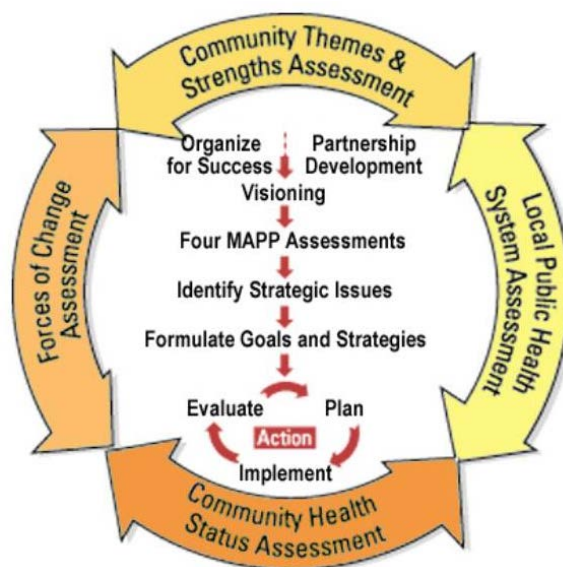 Community Themes &
Strengths Assessment
Organize
for Success
Partnership
Development
Visioning
Four MAPP Assessments
Identify Strategic Issues
Formulate Goals and Strategies
Evaluate
Plan
Action
Implement
Forces of Change
Assessment
Local Public Health
System Assessment
Community Health
Status Assessment